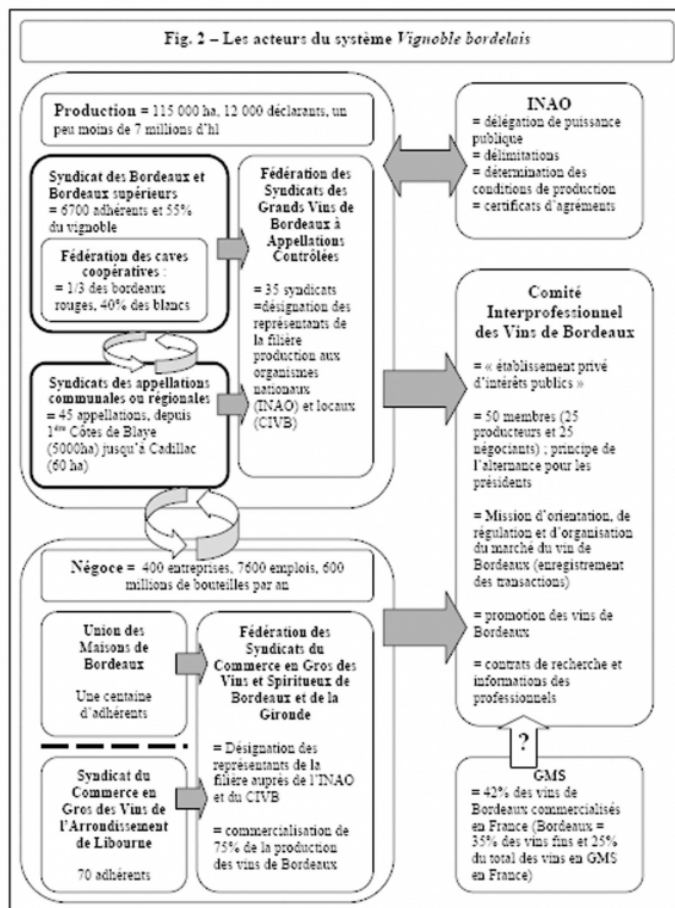 Fig. 2 – Les acteurs du système Vignoble bordelais
Production = 115 000 ha, 12 000 déclarants, un
peu moins de 7 millions d'hl
Syndicat des Bordeaux et
Bordeaux supérieurs
= 6700 adhérents et 55%
du vignoble
Fédération des caves
coopératives :
= 1/3 des bordeaux
rouges, 40% des blancs
Syndicats des appellations
communales ou régionales
= 45 appellations, depuis
1ère Côtes de Blaye
(5000ha) jusqu'à Cadillac
(60 ha)
Fédération des
Syndicats des
Grands Vins de
Bordeaux à
Appellations
Contrôlées
= 35 syndicats
=désignation des
représentants de
la filière
production aux
organismes
nationaux
(INAO) et locaux
(CIVB)
INAO
= délégation de puissance
publique
= délimitations
= détermination des
conditions de production
= certificats d'agréments
Comité
Interprofessionnel
des Vins de Bordeaux
= « établissement privé
d'intérêts publics »
= 50 membres (25
producteurs et 25
négociants) ; principe de
l'alternance pour les
présidents
= Mission d'orientation, de
régulation et d'organisation
du marché du vin de
Bordeaux (enregistrement
des transactions)
= promotion des vins de
Bordeaux
= contrats de recherche et
informations des
professionnels
Négoce = 400 entreprises, 7600 emplois, 600
millions de bouteilles par an
Union des
Maisons de
Bordeaux
Une centaine
d'adhérents
Syndicat du
Commerce en
Gros des Vins de
l'Arrondissement
de Libourne
70 adhérents
Fédération des
Syndicats du
Commerce en Gros des
Vins et Spiritueux de
Bordeaux et de la
Gironde
= Désignation des
représentants de la
filière auprès de l'INAO
et du CIVB
= commercialisation de
75% de la production
des vins de Bordeaux
?
GMS
= 42% des vins de
Bordeaux commercialisés
en France (Bordeaux =
35% des vins fins et 25%
du total des vins en GMS
en France)